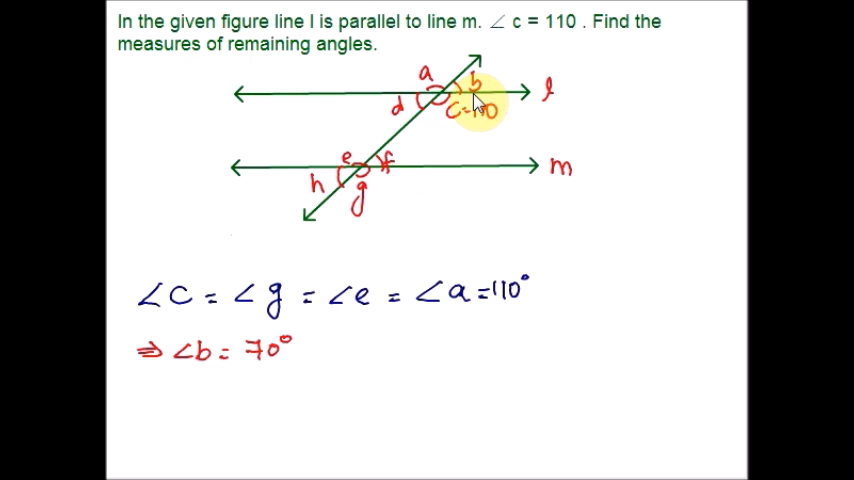 In the given figure line l is parallel to line m. ∠ c = 110 . Find the
measures of remaining angles.
a
b
l
d
c=110
e
f
m
h
g
∠c = ∠g = ∠e = ∠a = 110°
⇒ ∠b = 70°